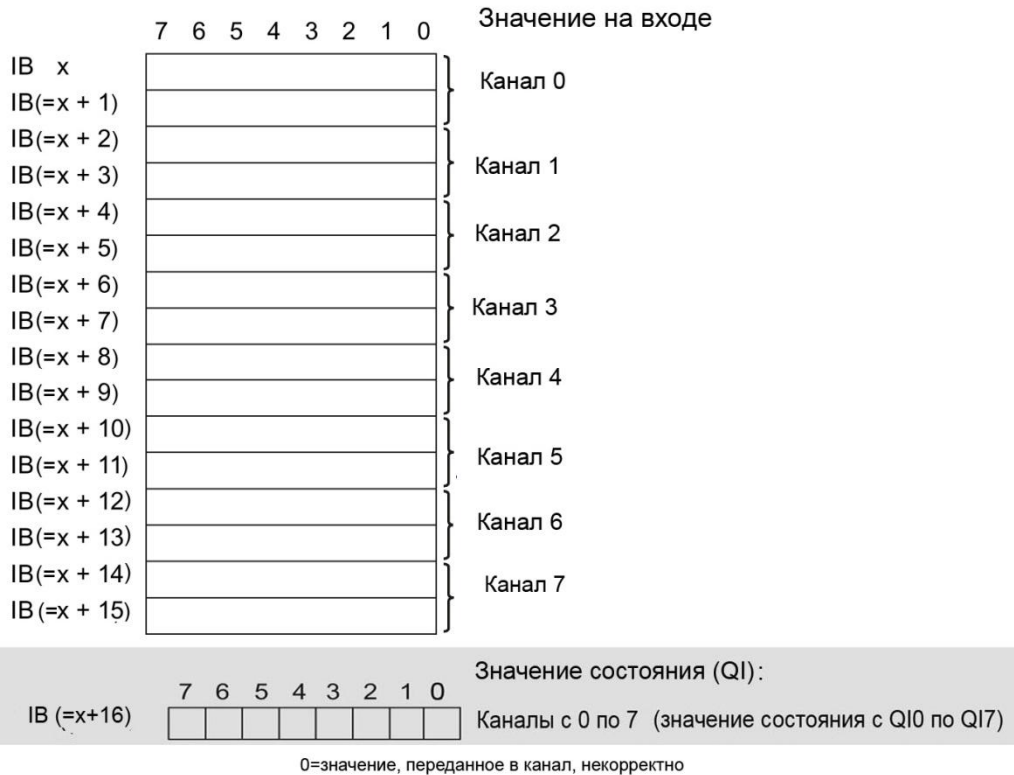 Значение на входе
7 6 5 4 3 2 1 0
IB x
Канал 0
IB(=x + 1)
IB(=x + 2)
Канал 1
IB(=x + 3)
IB(=x + 4)
Канал 2
IB(=x + 5)
IB(=x + 6)
Канал 3
IB(=x + 7)
IB(=x + 8)
Канал 4
IB(=x + 9)
IB(=x + 10)
Канал 5
IB(=x + 11)
IB(=x + 12)
Канал 6
IB(=x + 13)
IB(=x + 14)
Канал 7
IB(=x + 15)
Значение состояния (QI):
7 6 5 4 3 2 1 0
IB (=x+16)
Каналы с 0 по 7 (значение состояния с QI0 по QI7)
0=значение, переданное в канал, некорректно